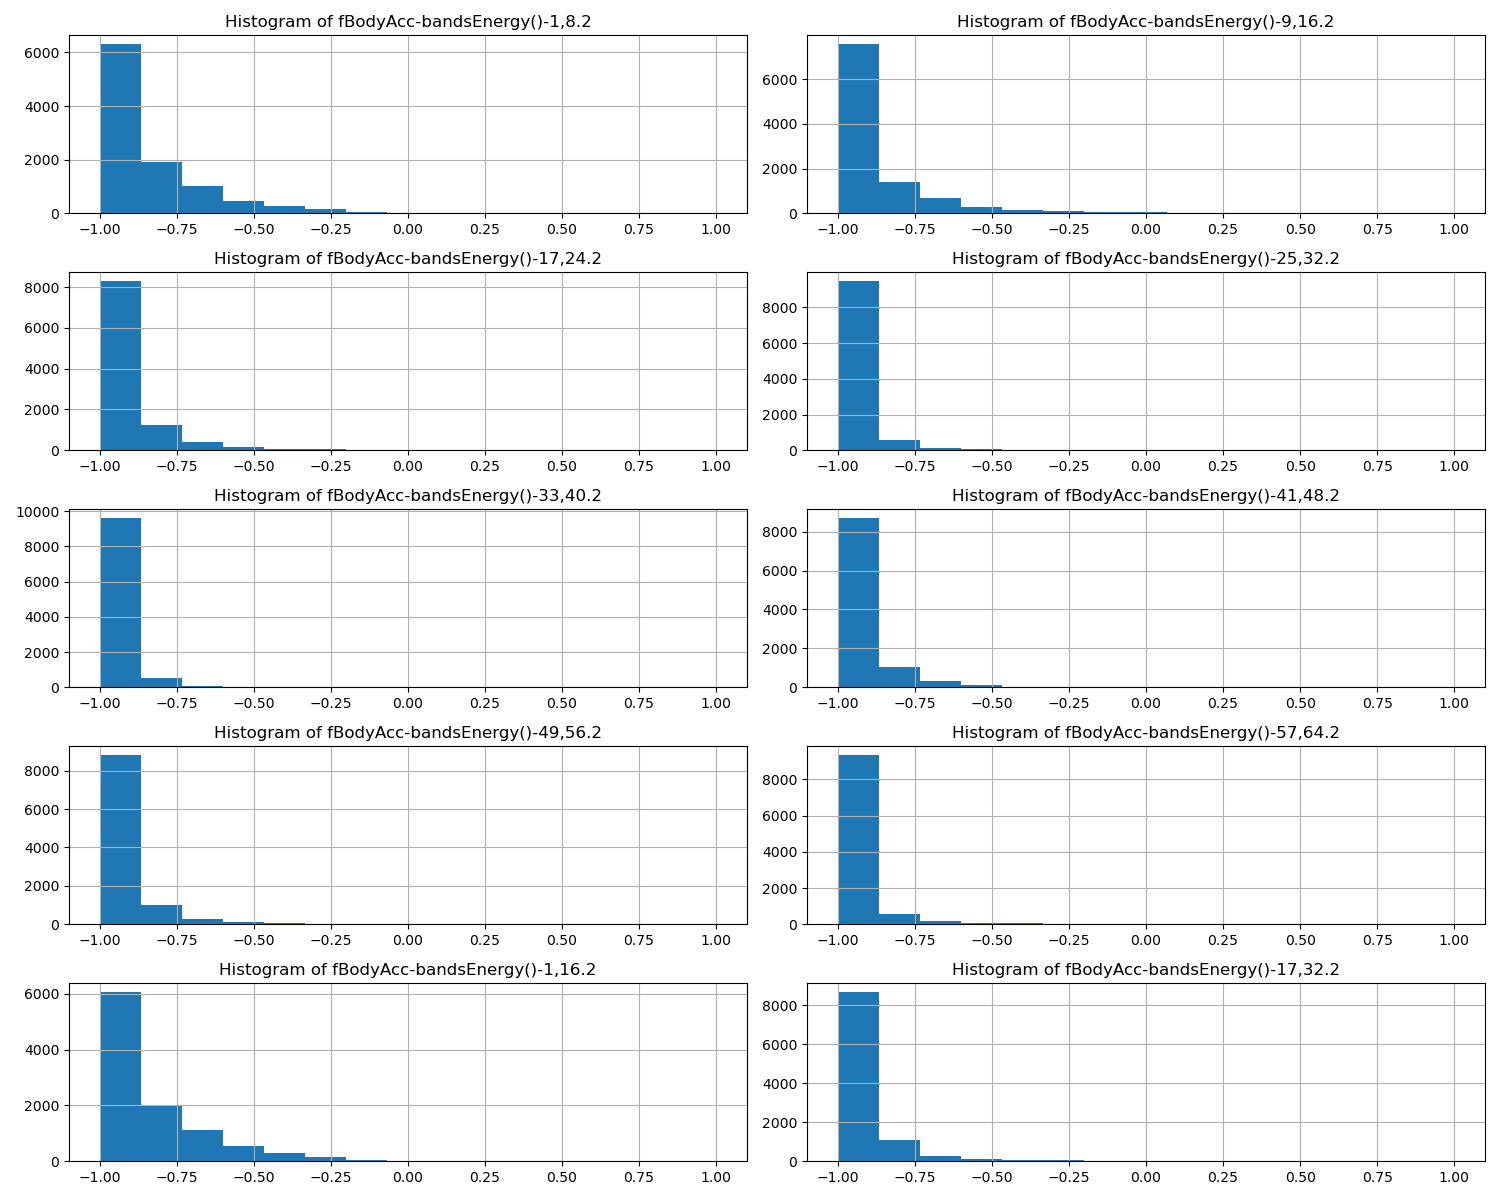 Histogram of fBodyAcc-bandsEnergy()-1,8.2
6000
4000
2000
0
−1.00 −0.75 −0.50 −0.25 0.00 0.25 0.50 0.75 1.00
Histogram of fBodyAcc-bandsEnergy()-9,16.2
6000
4000
2000
0
−1.00 −0.75 −0.50 −0.25 0.00 0.25 0.50 0.75 1.00
Histogram of fBodyAcc-bandsEnergy()-17,24.2
8000
6000
4000
2000
0
−1.00 −0.75 −0.50 −0.25 0.00 0.25 0.50 0.75 1.00
Histogram of fBodyAcc-bandsEnergy()-25,32.2
8000
6000
4000
2000
0
−1.00 −0.75 −0.50 −0.25 0.00 0.25 0.50 0.75 1.00
Histogram of fBodyAcc-bandsEnergy()-33,40.2
10000
8000
6000
4000
2000
0
−1.00 −0.75 −0.50 −0.25 0.00 0.25 0.50 0.75 1.00
Histogram of fBodyAcc-bandsEnergy()-41,48.2
8000
6000
4000
2000
0
−1.00 −0.75 −0.50 −0.25 0.00 0.25 0.50 0.75 1.00
Histogram of fBodyAcc-bandsEnergy()-49,56.2
8000
6000
4000
2000
0
−1.00 −0.75 −0.50 −0.25 0.00 0.25 0.50 0.75 1.00
Histogram of fBodyAcc-bandsEnergy()-57,64.2
8000
6000
4000
2000
0
−1.00 −0.75 −0.50 −0.25 0.00 0.25 0.50 0.75 1.00
Histogram of fBodyAcc-bandsEnergy()-1,16.2
6000
4000
2000
0
−1.00 −0.75 −0.50 −0.25 0.00 0.25 0.50 0.75 1.00
Histogram of fBodyAcc-bandsEnergy()-17,32.2
8000
6000
4000
2000
0
−1.00 −0.75 −0.50 −0.25 0.00 0.25 0.50 0.75 1.00